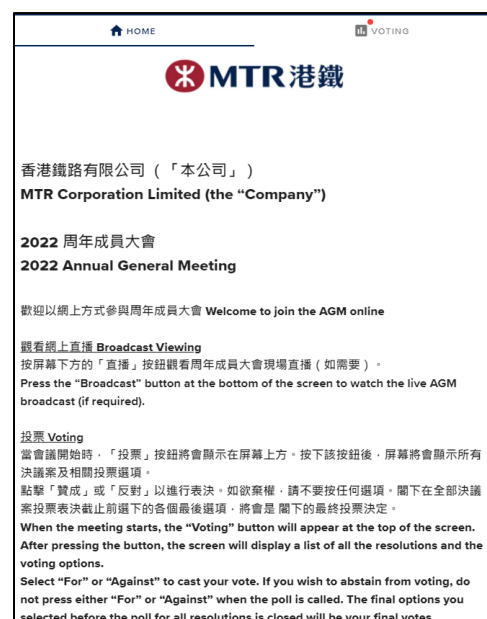 HOME
VOTING
MTR港鐵
香港鐵路有限公司 (「本公司」)
MTR Corporation Limited (the “Company”)
2022 周年成員大會
2022 Annual General Meeting
歡迎以網上方式參與周年成員大會 Welcome to join the AGM online
觀看網上直播 Broadcast Viewing
按屏幕下方的「直播」按鈕觀看周年成員大會現場直播 (如需要) 。
Press the “Broadcast” button at the bottom of the screen to watch the live AGM
broadcast (if required).
投票 Voting
當會議開始時，「投票」按鈕將會顯示在屏幕上方。按下該按鈕後，屏幕將會顯示所有
決議案及相關投票選項。
點擊「贊成」或「反對」以進行表決。如欲棄權，請不要按任何選項。閣下在全部決議
案投票表決截止前選下的各個最後選項，將會是 閣下的最終投票決定。
When the meeting starts, the “Voting” button will appear at the top of the screen.
After pressing the button, the screen will display a list of all the resolutions and the
voting options.
Select “For” or “Against” to cast your vote. If you wish to abstain from voting, do
not press either “For” or “Against” when the poll is called. The final options you
selected before the poll for all resolutions is closed will be your final votes